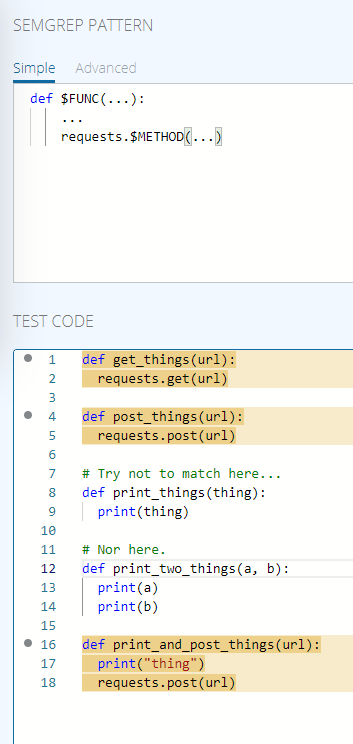 SEMGREP PATTERN
Simple Advanced
def $FUNC(...):
...
requests.$METHOD(...)
TEST CODE
1 def get_things(url):
2 requests.get(url)
3
4 def post_things(url):
5 requests.post(url)
6
7 # Try not to match here...
8 def print_things(thing):
9 print(thing)
10
11 # Nor here.
12 def print_two_things(a, b):
13 print(a)
14 print(b)
15
16 def print_and_post_things(url):
17 print("thing")
18 requests.post(url)